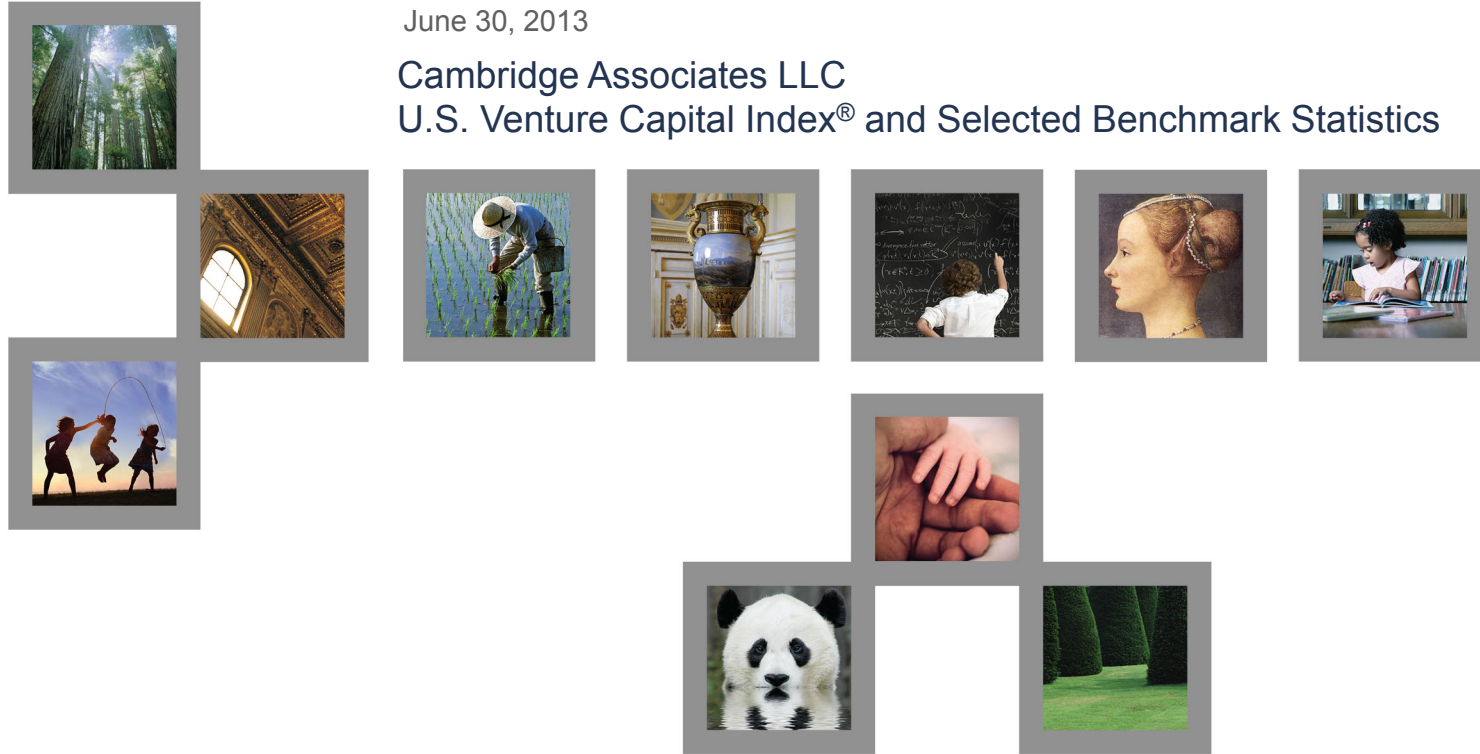 June 30, 2013
Cambridge Associates LLC
U.S. Venture Capital Index® and Selected Benchmark Statistics